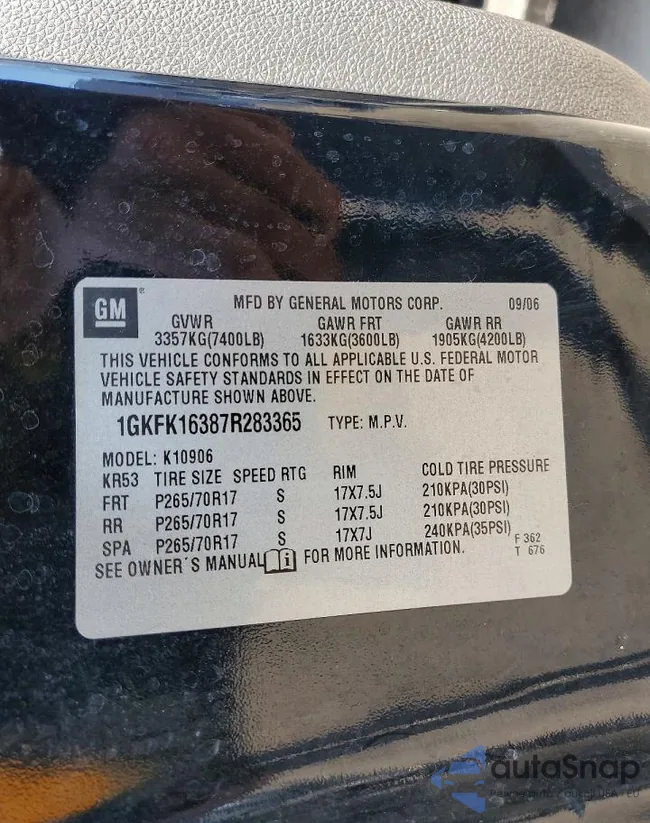 GM ® MFD BY GENERAL MOTORS CORP. 09/06
GVWR GAWR FRT GAWR RR
3357KG(7400LB) 1633KG(3600LB) 1905KG(4200LB)
THIS VEHICLE CONFORMS TO ALL APPLICABLE U.S. FEDERAL MOTOR
VEHICLE SAFETY STANDARDS IN EFFECT ON THE DATE OF
MANUFACTURE SHOWN ABOVE.
1GKFK16387R283365 TYPE: M.P.V.
MODEL: K10906
KR53 TIRE SIZE SPEED RTG RIM COLD TIRE PRESSURE
FRT P265/70R17 S 17X7.5J 210KPA(30PSI)
RR P265/70R17 S 17X7.5J 210KPA(30PSI)
SPA P265/70R17 S 17X7J 240KPA(35PSI)
F 362
SEE OWNER'S MANUAL i FOR MORE INFORMATION. T 676
autaSnap